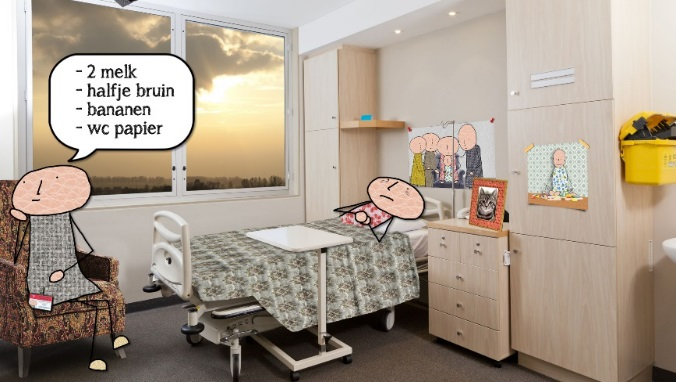 - 2 melk
- halfje bruin
- bananen
- wc papier